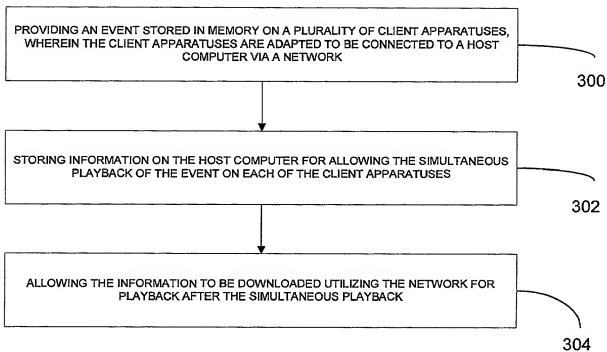 PROVIDING AN EVENT STORED IN MEMORY ON A PLURALITY OF CLIENT APPARATUSES,
WHEREIN THE CLIENT APPARATUSES ARE ADAPTED TO BE CONNECTED TO A HOST
COMPUTER VIA A NETWORK
300
STORING INFORMATION ON THE HOST COMPUTER FOR ALLOWING THE SIMULTANEOUS
PLAYBACK OF THE EVENT ON EACH OF THE CLIENT APPARATUSES
302
ALLOWING THE INFORMATION TO BE DOWNLOADED UTILIZING THE NETWORK FOR
PLAYBACK AFTER THE SIMULTANEOUS PLAYBACK
304